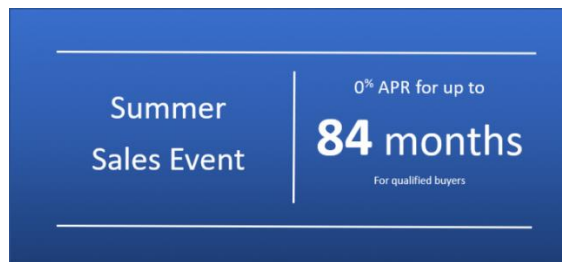 Summer
Sales Event
0% APR for up to
84 months
For qualified buyers